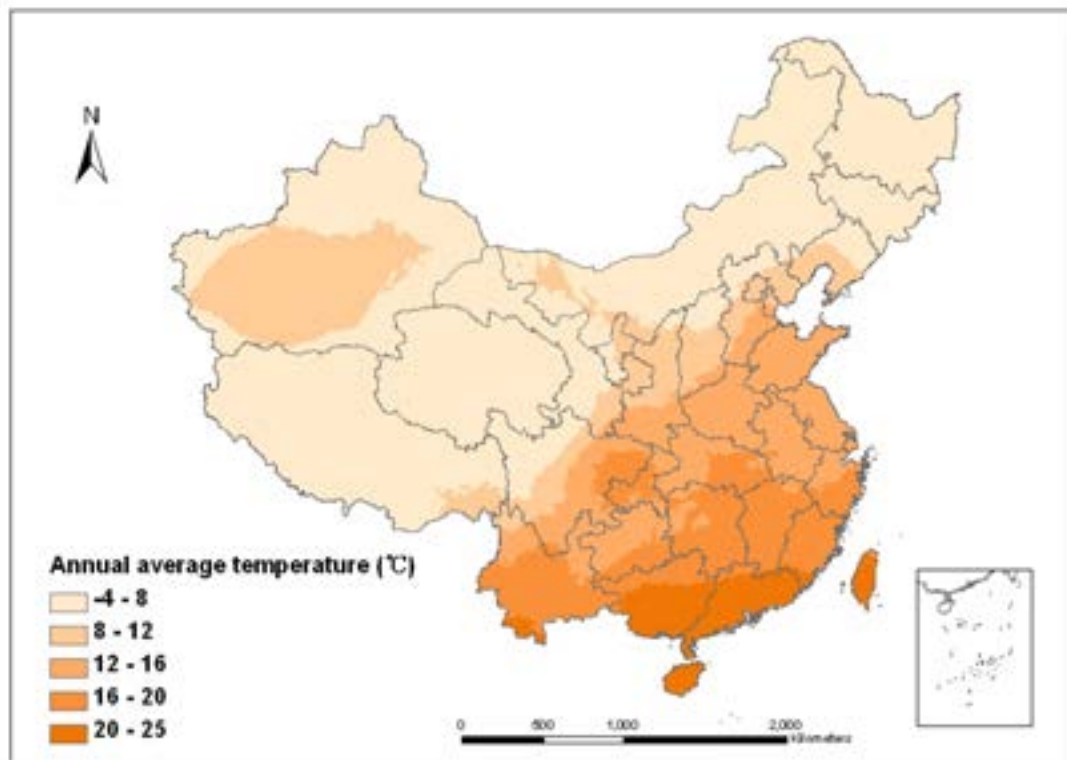 N
Annual average temperature (℃)
-4 - 8
8 - 12
12 - 16
16 - 20
20 - 25
0 500 1,000 2,000
Kilometers